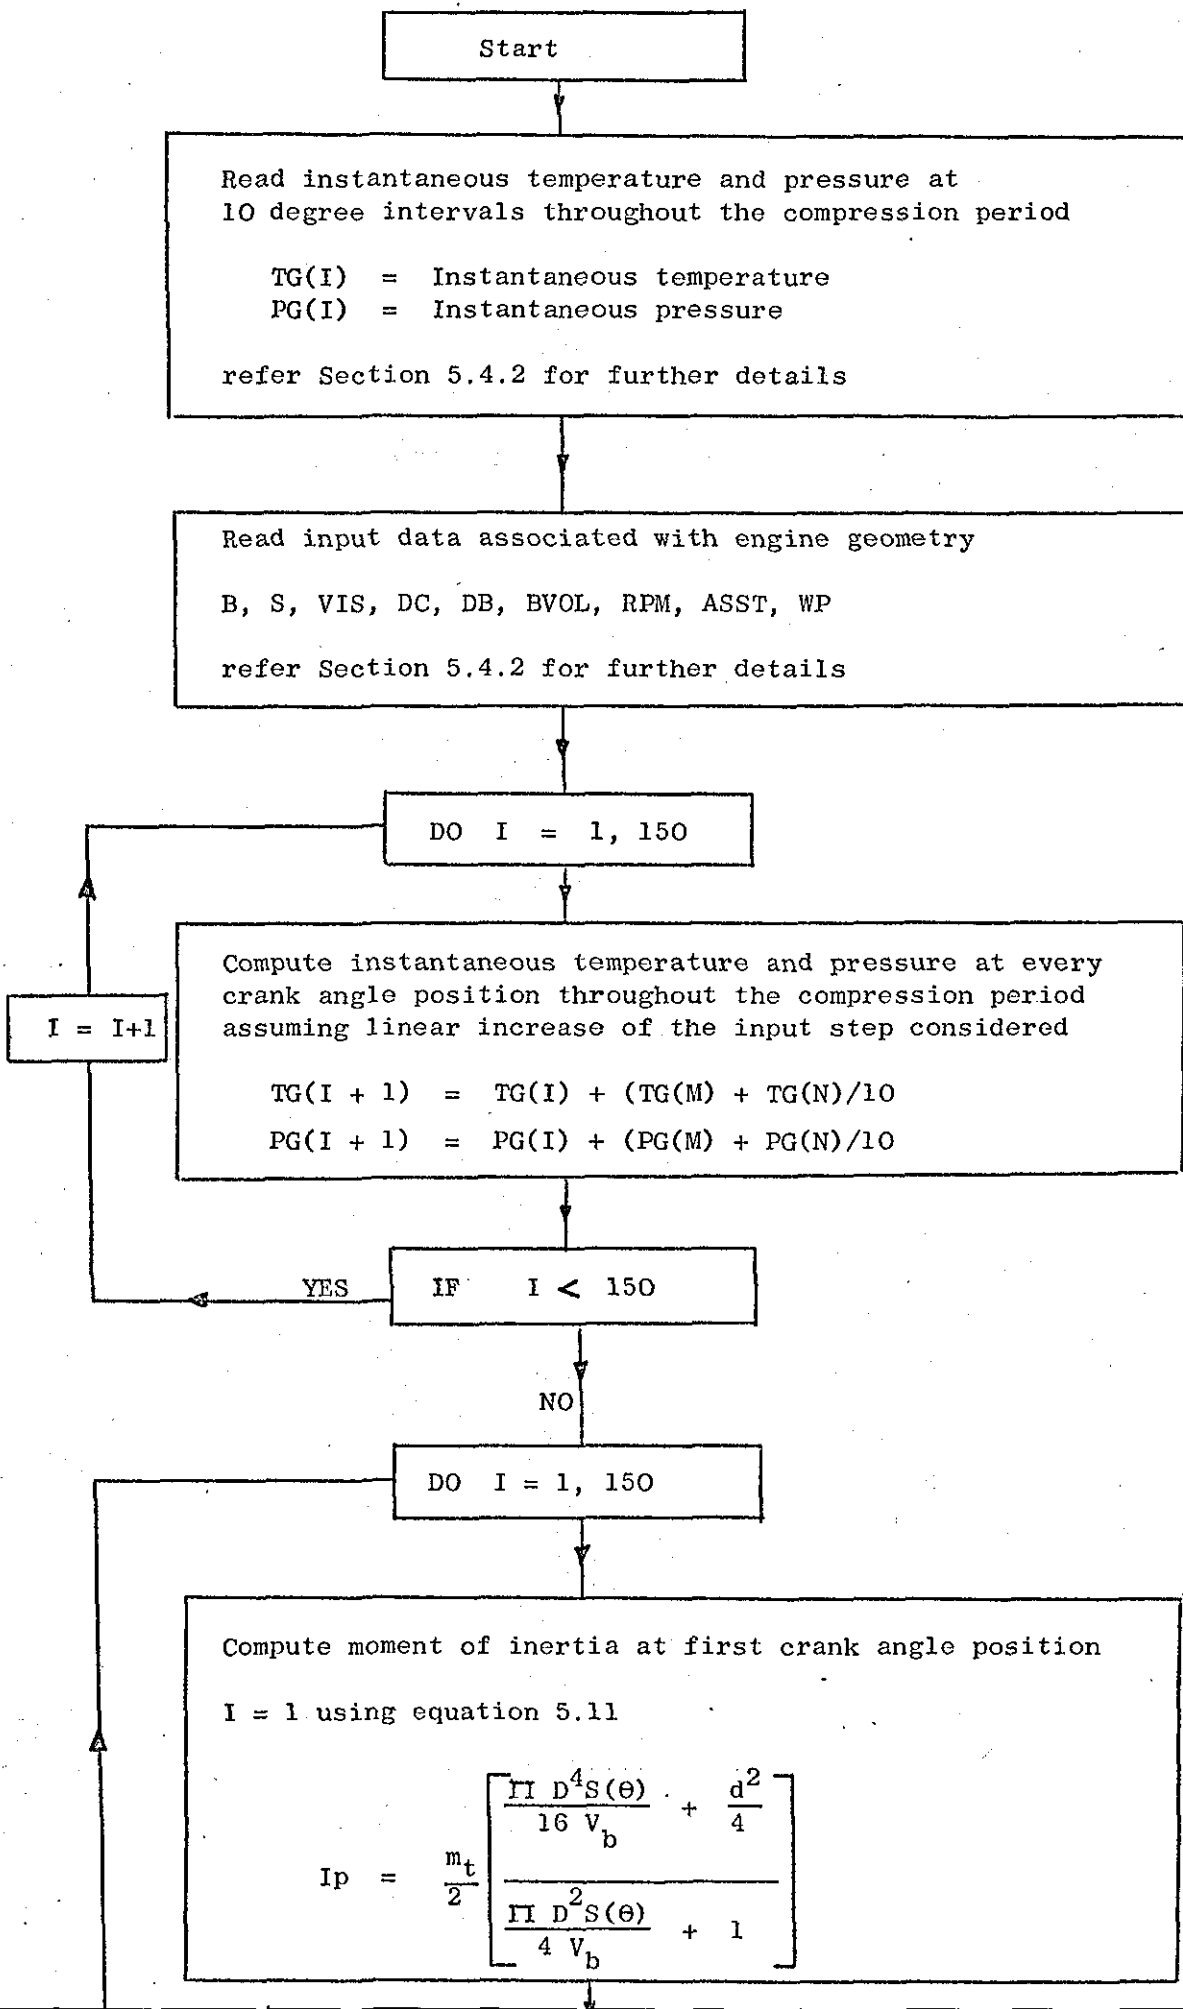 Start
Read instantaneous temperature and pressure at
10 degree intervals throughout the compression period
TG(I) = Instantaneous temperature
PG(I) = Instantaneous pressure
refer Section 5.4.2 for further details
Read input data associated with engine geometry
B, S, VIS, DC, DB, BVOL, RPM, ASST, WP
refer Section 5.4.2 for further details
DO I = 1, 150
Compute instantaneous temperature and pressure at every
crank angle position throughout the compression period
assuming linear increase of the input step considered
TG(I + 1) = TG(I) + (TG(M) + TG(N)/10
PG(I + 1) = PG(I) + (PG(M) + PG(N)/10
I = I+1
IF I < 150
YES
NO
DO I = 1, 150
Compute moment of inertia at first crank angle position
I = 1 using equation 5.11
Ip = m_t/2 [ (Π D^4 S(θ)/16 V_b + d^2/4) / (Π D^2 S(θ)/4 V_b + 1) ]